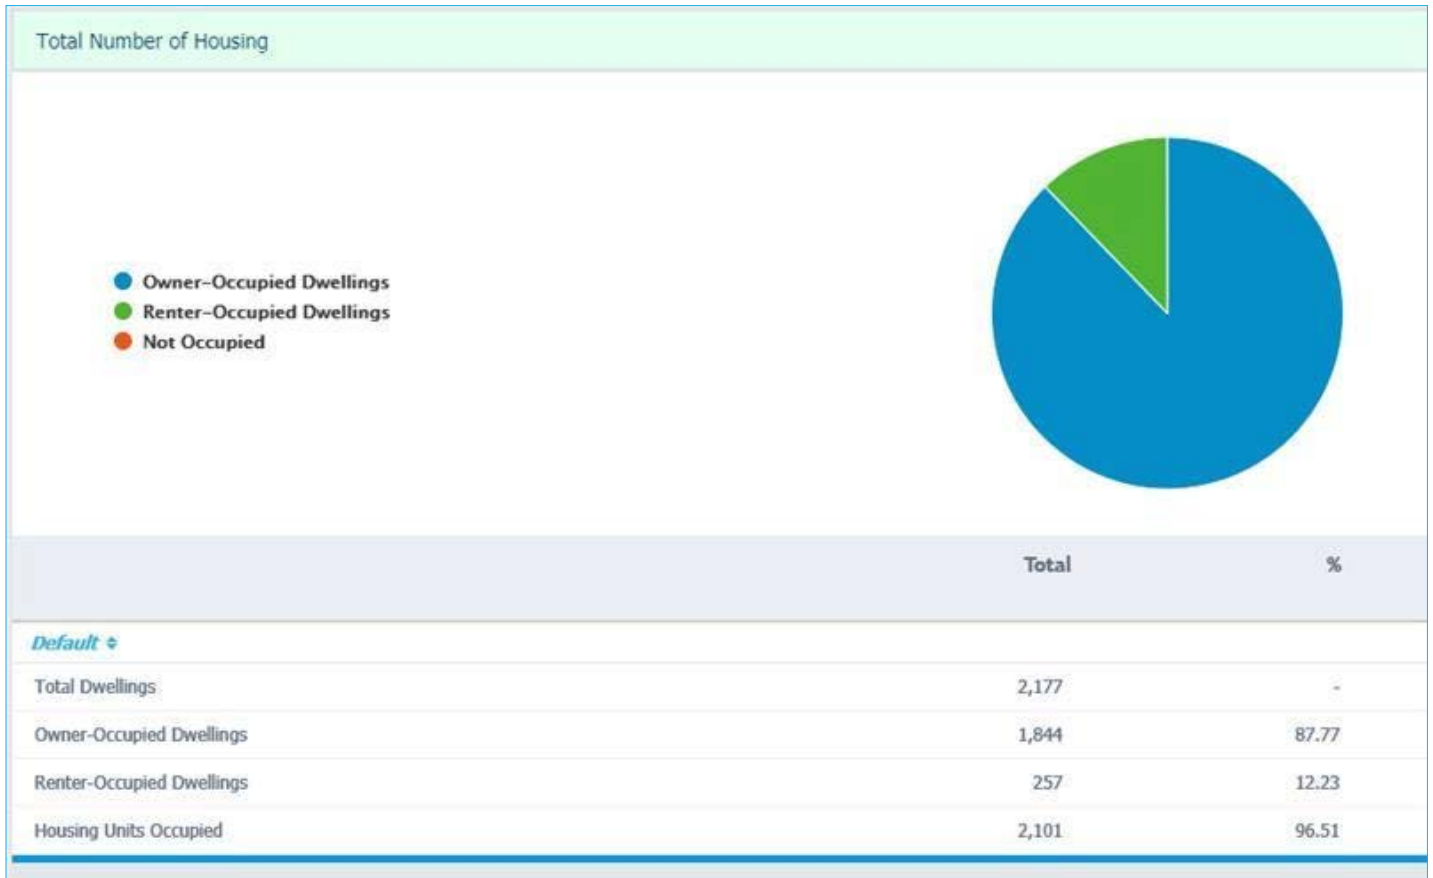 Total Number of Housing
Owner-Occupied Dwellings
Renter-Occupied Dwellings
Not Occupied
Total %
Default
Total Dwellings 2,177 -
Owner-Occupied Dwellings 1,844 87.77
Renter-Occupied Dwellings 257 12.23
Housing Units Occupied 2,101 96.51